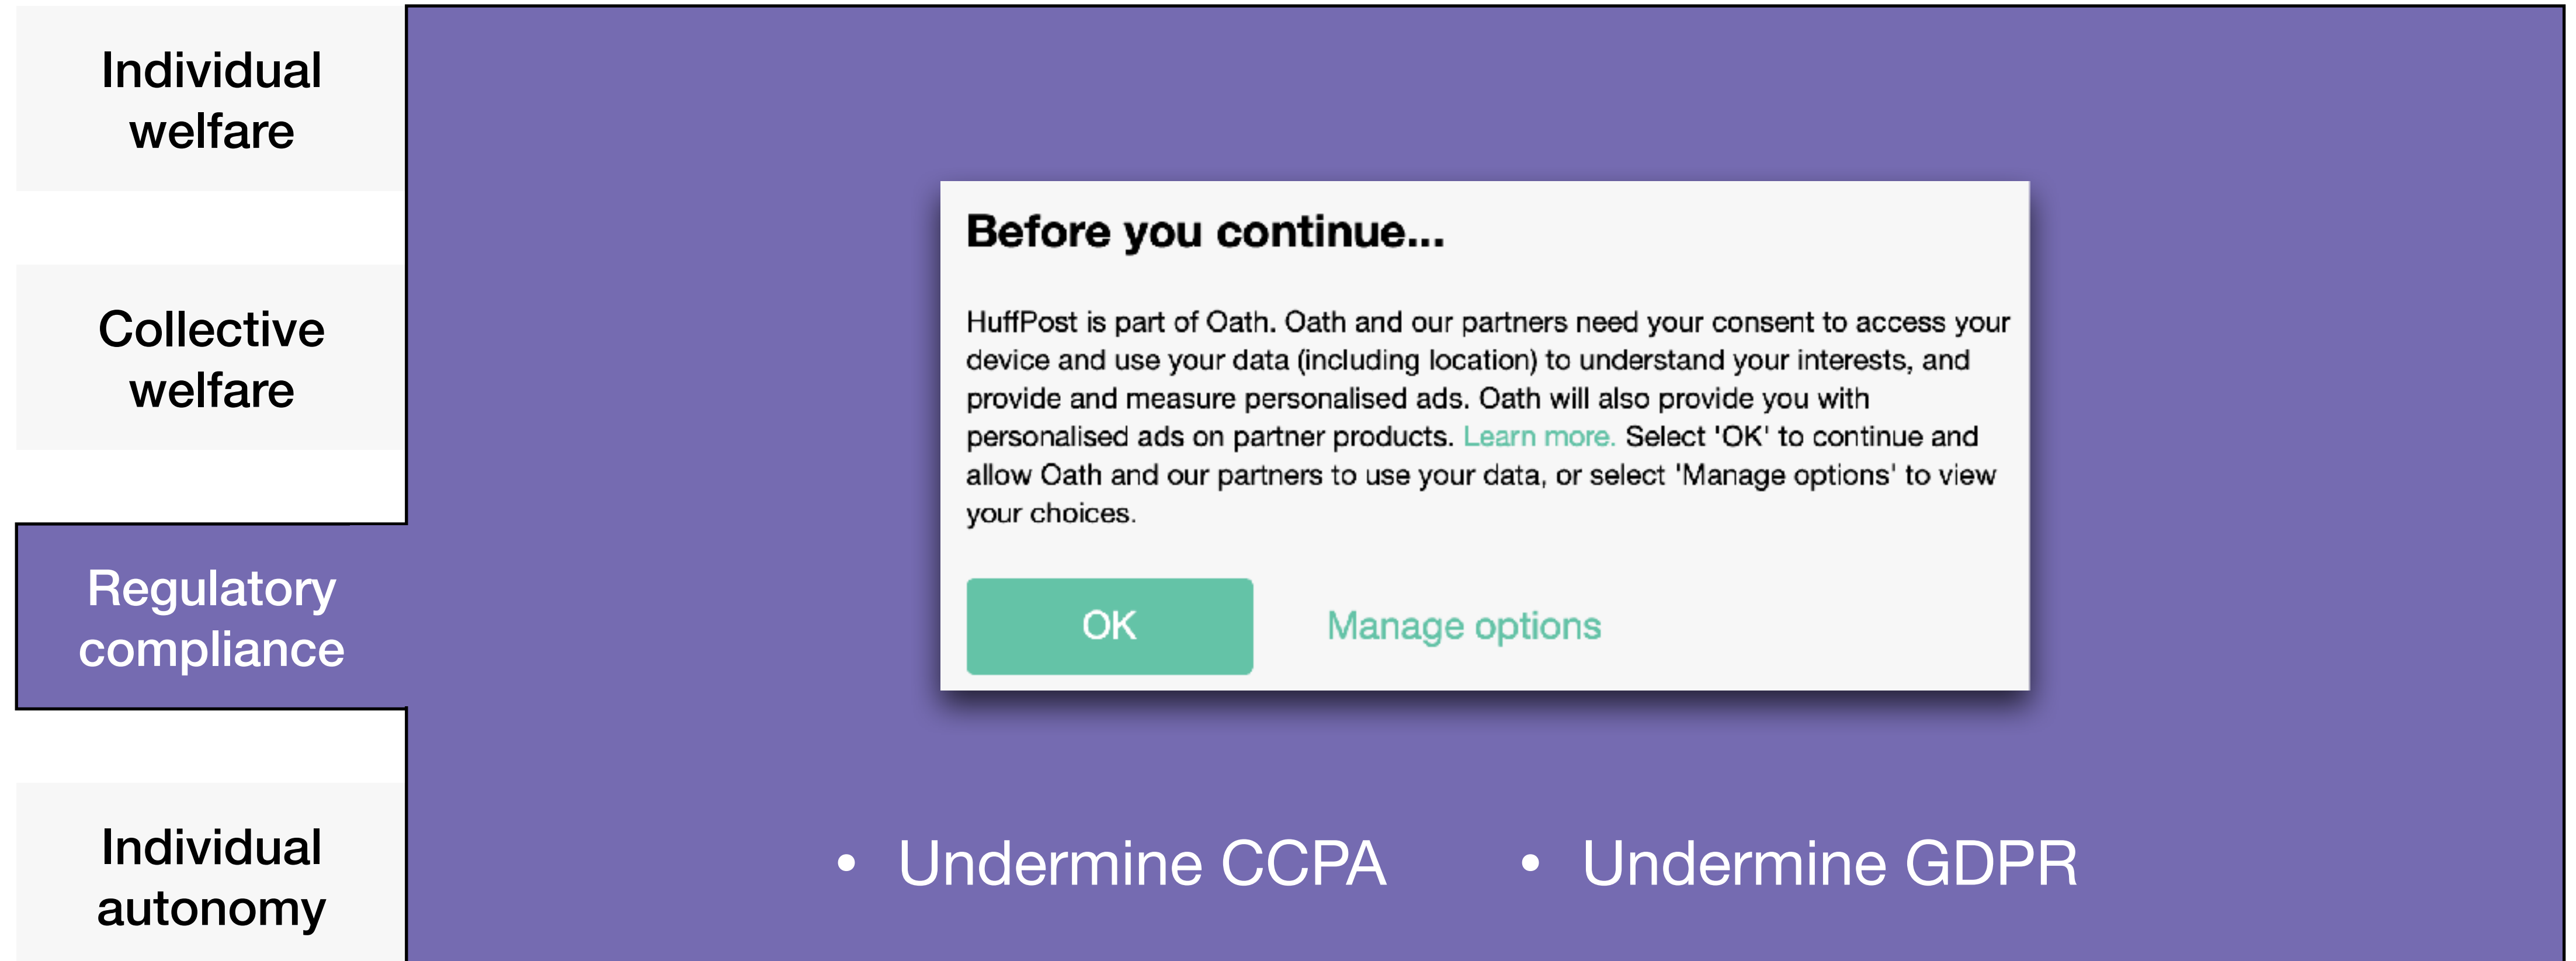 Individual
welfare
Collective
welfare
Regulatory
compliance
Individual
autonomy
Before you continue...
HuffPost is part of Oath. Oath and our partners need your consent to access your
device and use your data (including location) to understand your interests, and
provide and measure personalised ads. Oath will also provide you with
personalised ads on partner products. Learn more. Select 'OK' to continue and
allow Oath and our partners to use your data, or select 'Manage options' to view
your choices.
OK Manage options
• Undermine CCPA • Undermine GDPR